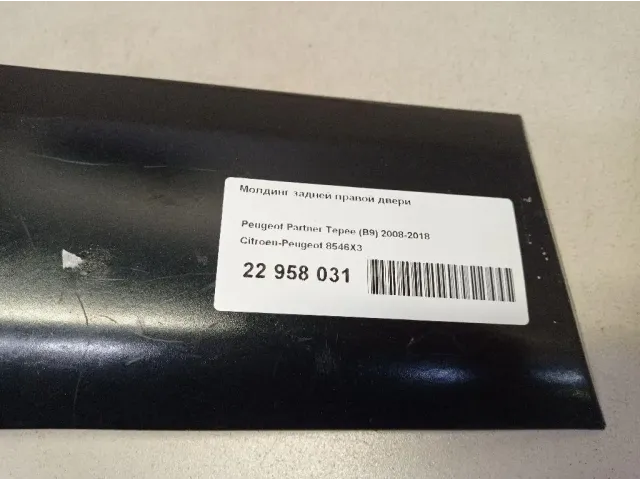 Молдинг задней правой двери
Peugeot Partner Tepee (B9) 2008-2018
Citroen-Peugeot 8546X3
22 958 031